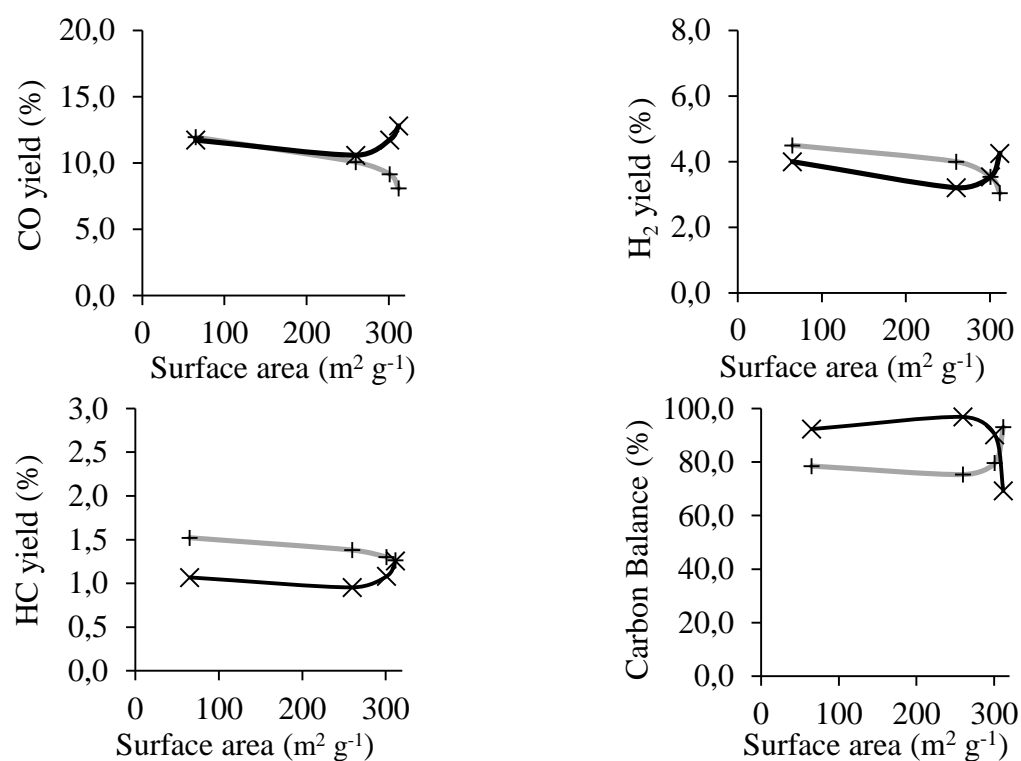 CO yield (%)
20,0
15,0
10,0
5,0
0,0
0 100 200 300
Surface area (m² g⁻¹)
H₂ yield (%)
8,0
6,0
4,0
2,0
0,0
0 100 200 300
Surface area (m² g⁻¹)
HC yield (%)
3,0
2,5
2,0
1,5
1,0
0,5
0,0
0 100 200 300
Surface area (m² g⁻¹)
Carbon Balance (%)
100,0
80,0
60,0
40,0
20,0
0,0
0 100 200 300
Surface area (m² g⁻¹)